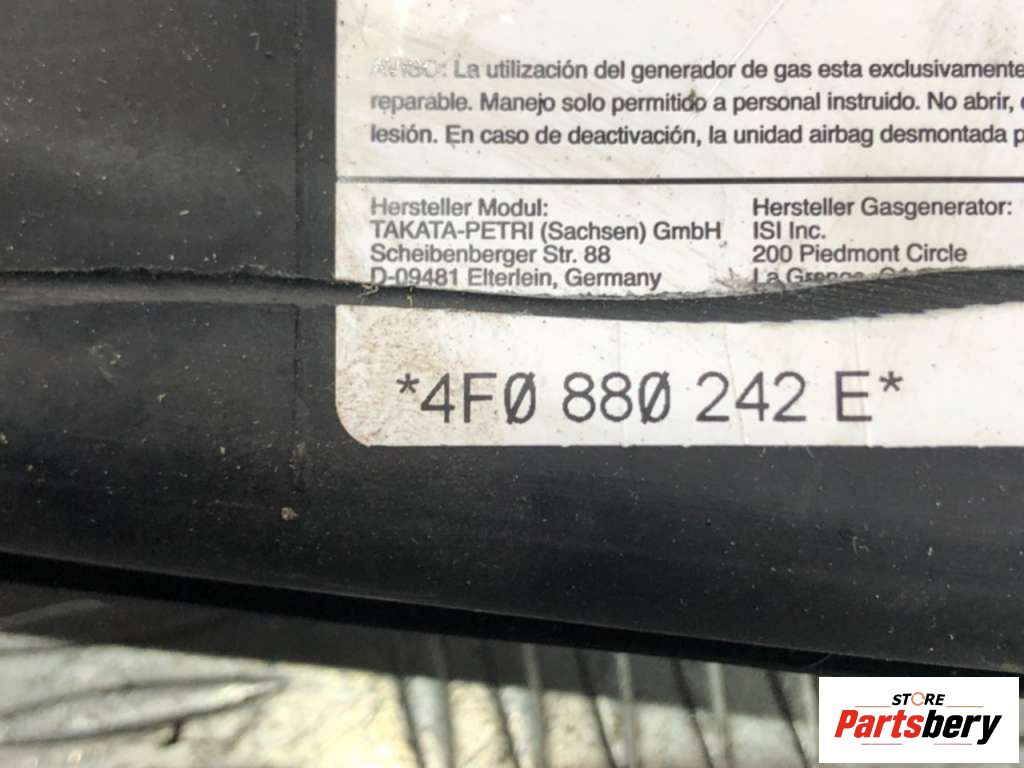 AVISO: La utilización del generador de gas esta exclusivamente
reparable. Manejo solo permitido a personal instruido. No abrir,
lesión. En caso de deactivación, la unidad airbag desmontada
Hersteller Modul:
TAKATA-PETRI (Sachsen) GmbH
Scheibenberger Str. 88
D-09481 Elterlein, Germany
Hersteller Gasgenerator:
ISI Inc.
200 Piedmont Circle
La
*4F0 880 242 E*
STORE
Partsbery